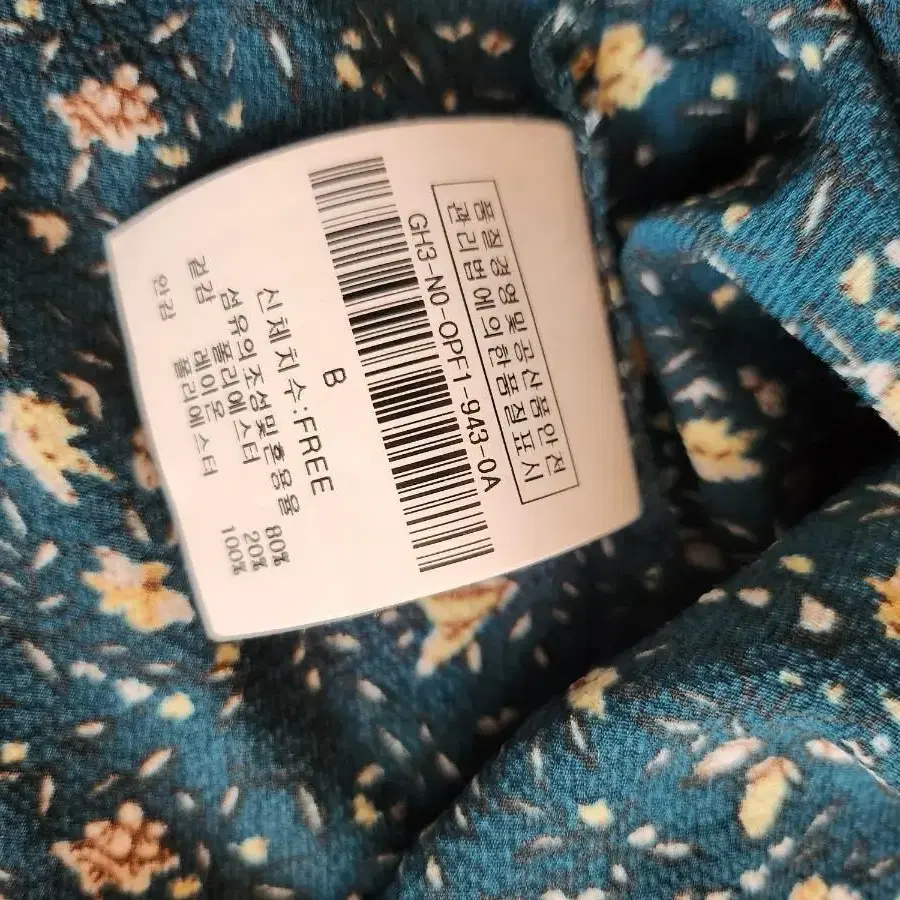 품질경영및공산품안전
관리법에의한품질표시
GH3-N0-OPF1-943-0A
B
신체치수:FREE
섬유의조성및혼용율
겉감 폴리에스터 80%
레이온 20%
안감 폴리에스터 100%